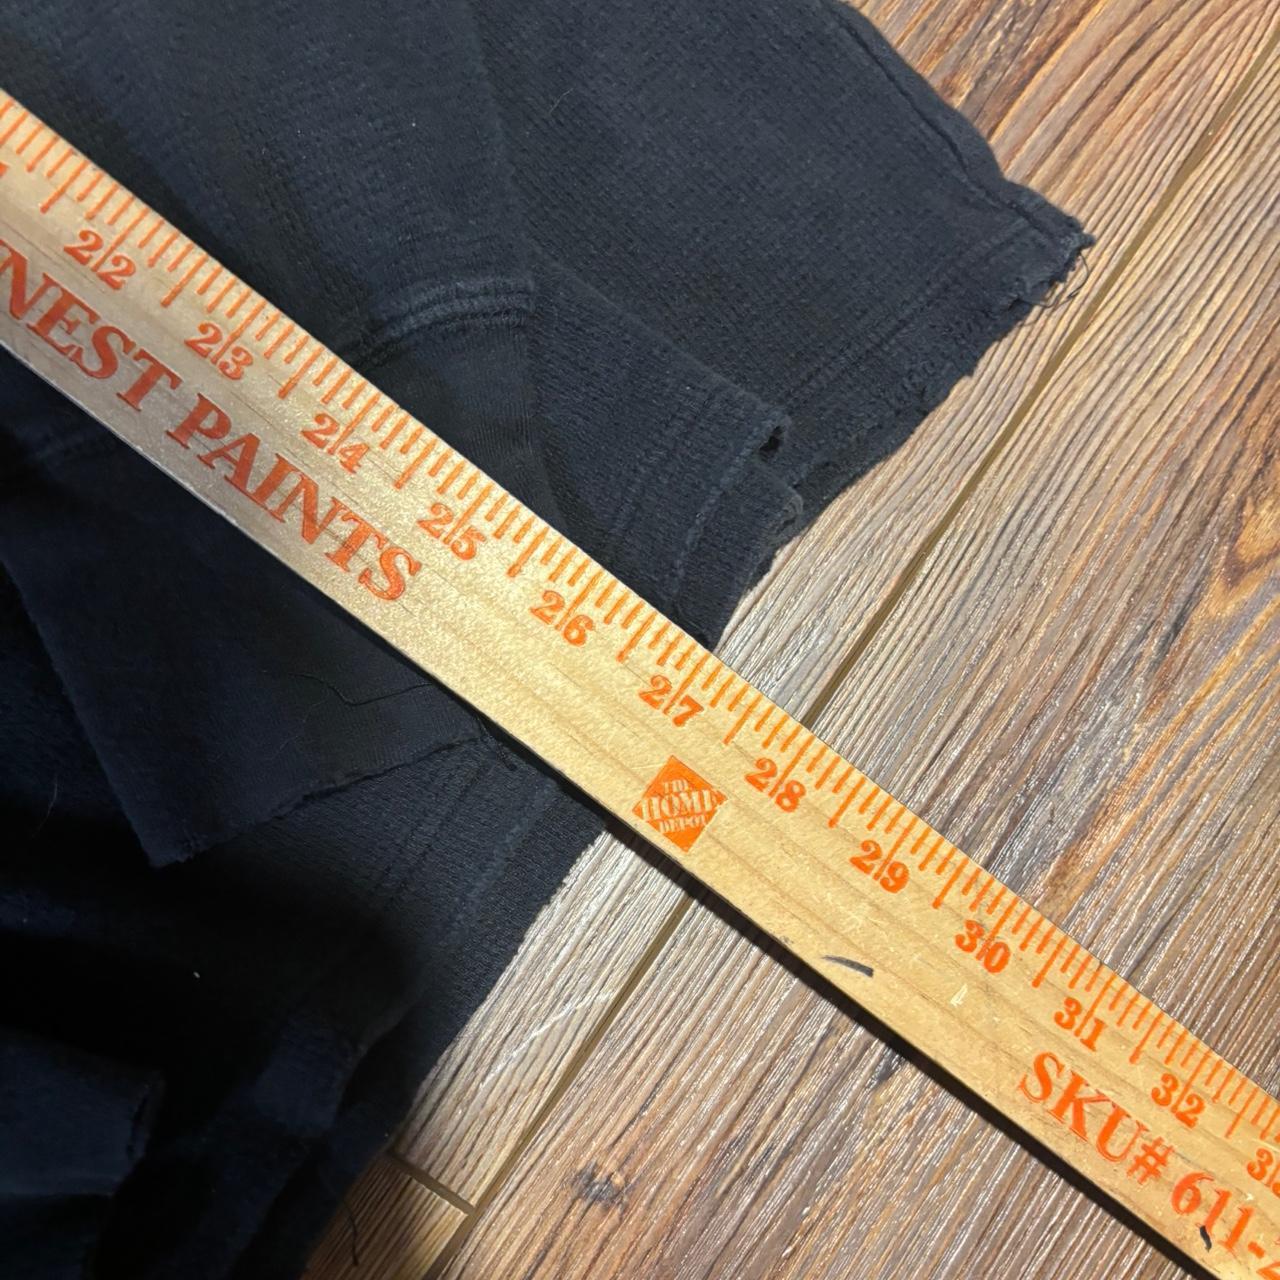 22 23 24 25 26 27 28 29 30 31 32
NEST PAINTS
THE
HOME
DEPOT
SKU# 611-